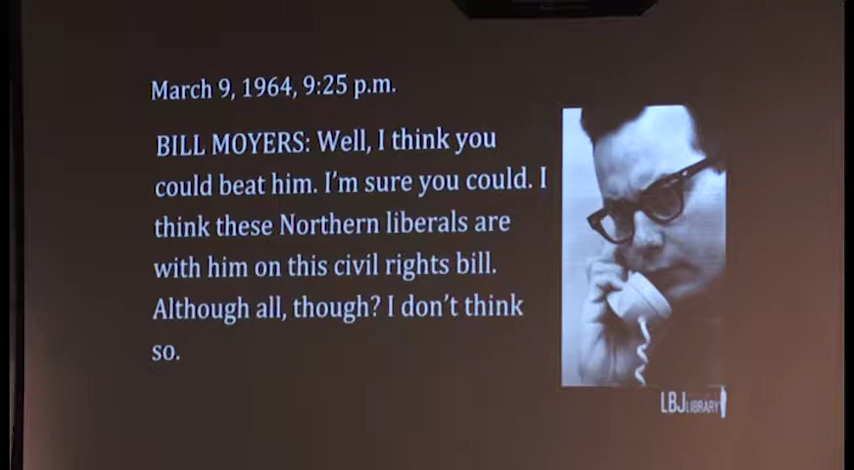 March 9, 1964, 9:25 p.m.
BILL MOYERS: Well, I think you
could beat him. I'm sure you could. I
think these Northern liberals are
with him on this civil rights bill.
Although all, though? I don't think
so.
LBJ LIBRARY